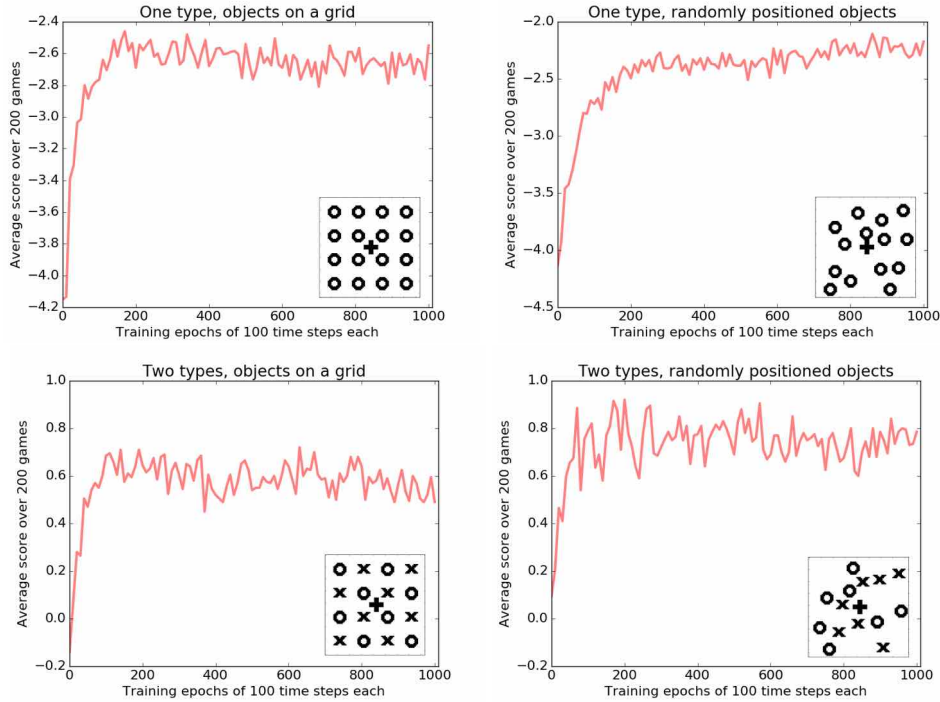 One type, objects on a grid
Average score over 200 games
−2.4
−2.6
−2.8
−3.0
−3.2
−3.4
−3.6
−3.8
−4.0
−4.2
0 200 400 600 800 1000
Training epochs of 100 time steps each
One type, randomly positioned objects
Average score over 200 games
−2.0
−2.5
−3.0
−3.5
−4.0
−4.5
0 200 400 600 800 1000
Training epochs of 100 time steps each
Two types, objects on a grid
Average score over 200 games
1.0
0.8
0.6
0.4
0.2
0.0
−0.2
0 200 400 600 800 1000
Training epochs of 100 time steps each
Two types, randomly positioned objects
Average score over 200 games
1.0
0.8
0.6
0.4
0.2
0.0
−0.2
0 200 400 600 800 1000
Training epochs of 100 time steps each